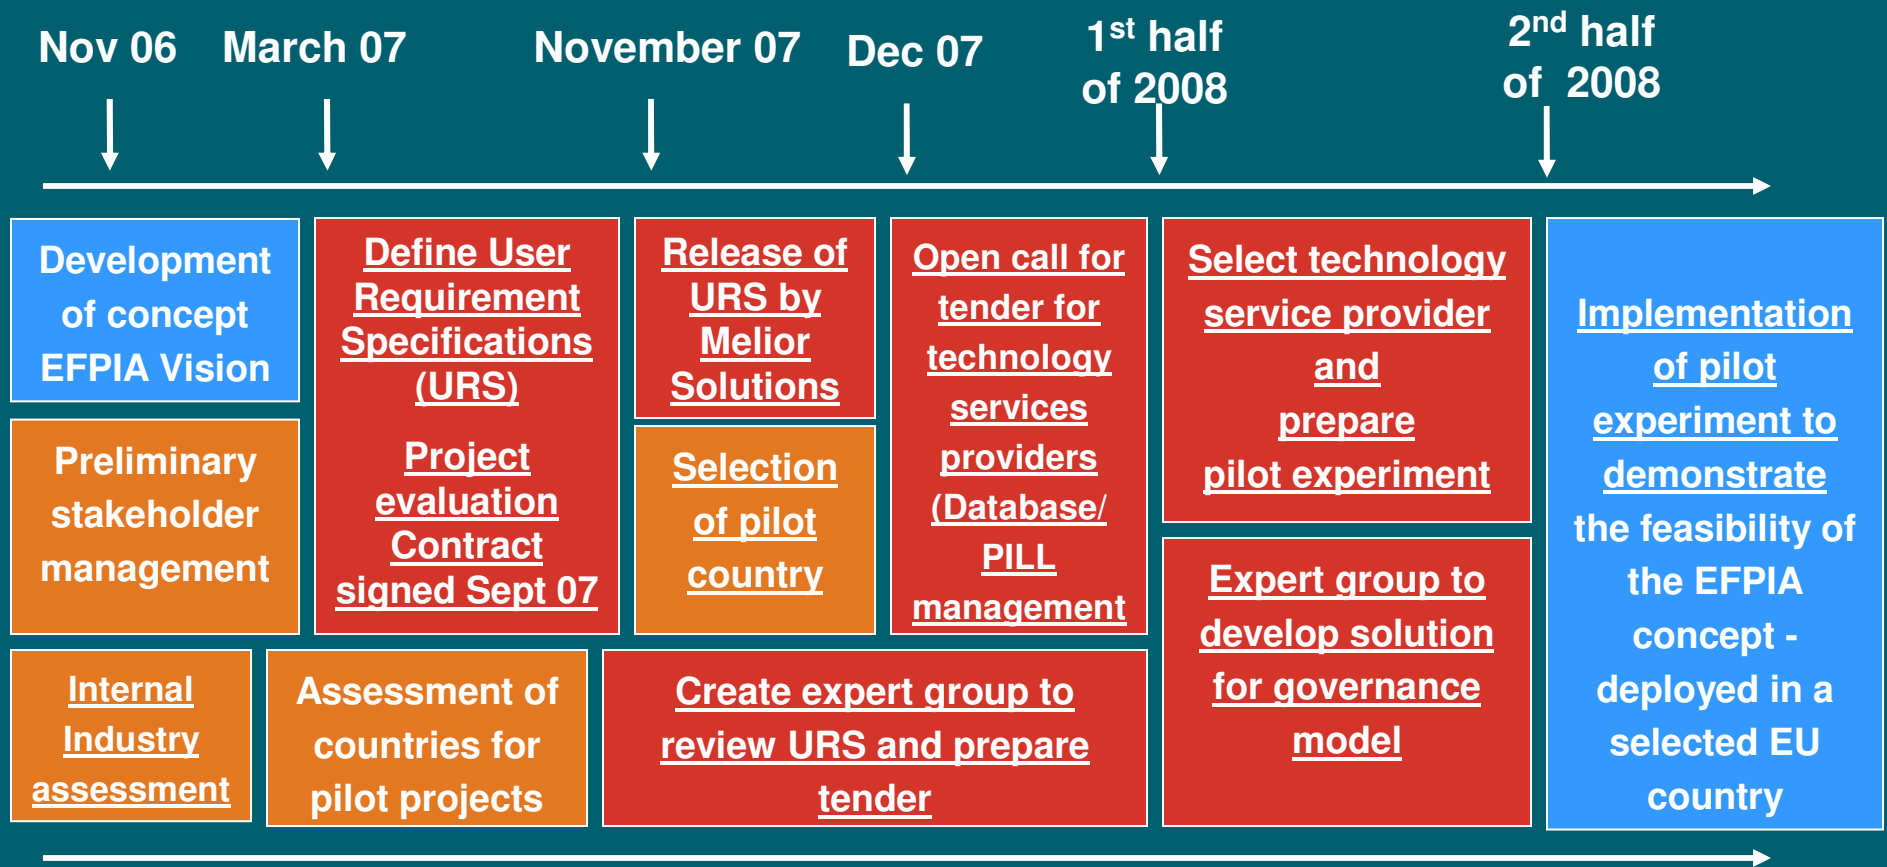 Nov 06
March 07
November 07
Dec 07
1st half
of 2008
2nd half
of 2008
Development
of concept
EFPIA Vision
Preliminary
stakeholder
management
Define User
Requirement
Specifications
(URS)
Project
evaluation
Contract
signed Sept 07
Release of
URS by
Melior
Solutions
Selection
of pilot
country
Open call for
tender for
technology
services
providers
(Database/
PILL
management
Select technology
service provider
and
prepare
pilot experiment
Expert group to
develop solution
for governance
model
Implementation
of pilot
experiment to
demonstrate
the feasibility of
the EFPIA
concept -
deployed in a
selected EU
country
Internal
Industry
assessment
Assessment of
countries for
pilot projects
Create expert group to
review URS and prepare
tender